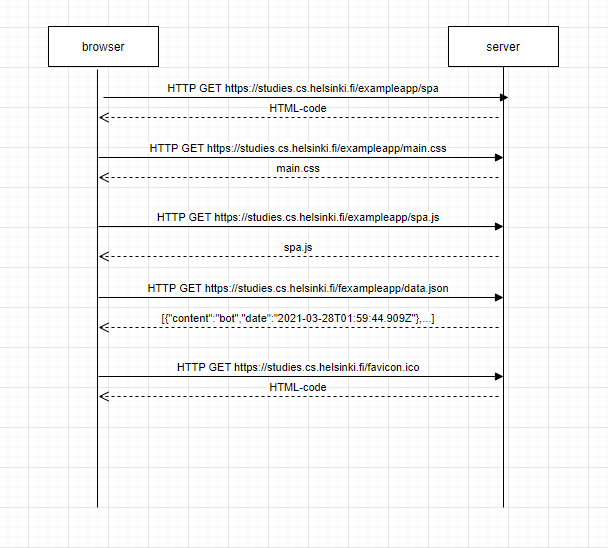 browser
server
HTTP GET https://studies.cs.helsinki.fi/exampleapp/spa
HTML-code
HTTP GET https://studies.cs.helsinki.fi/exampleapp/main.css
main.css
HTTP GET https://studies.cs.helsinki.fi/exampleapp/spa.js
spa.js
HTTP GET https://studies.cs.helsinki.fi/fexampleapp/data.json
[{"content":"bot","date":"2021-03-28T01:59:44.909Z"},...]
HTTP GET https://studies.cs.helsinki.fi/favicon.ico
HTML-code